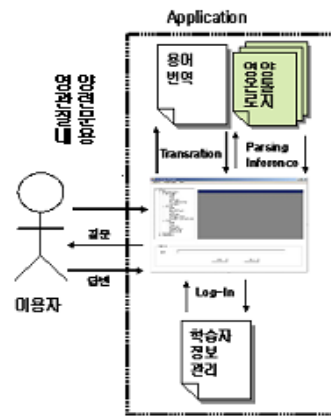 Application
영양
관련
질문
내용
용어
번역
영양
온톨
로지
Transration
Parsing
Inference
질문
답변
이용자
Log-In
학습자
정보
관리